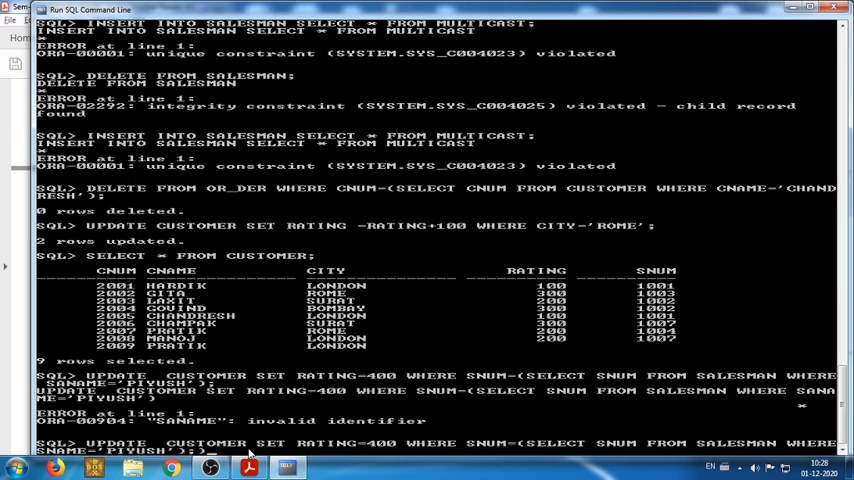 Sem-
Run SQL Command Line
File
Home
SQL> INSERT INTO SALESMAN SELECT * FROM MULTICAST;
INSERT INTO SALESMAN SELECT * FROM MULTICAST
*
ERROR at line 1:
ORA-00001: unique constraint (SYSTEM.SYS_C004023) violated
SQL> DELETE FROM SALESMAN;
DELETE FROM SALESMAN
*
ERROR at line 1:
ORA-02292: integrity constraint (SYSTEM.SYS_C004025) violated - child record
found
SQL> INSERT INTO SALESMAN SELECT * FROM MULTICAST;
INSERT INTO SALESMAN SELECT * FROM MULTICAST
*
ERROR at line 1:
ORA-00001: unique constraint (SYSTEM.SYS_C004023) violated
SQL> DELETE FROM OR_DER WHERE CNUM=(SELECT CNUM FROM CUSTOMER WHERE CNAME='CHAND
RESH');
0 rows deleted.
SQL> UPDATE CUSTOMER SET RATING =RATING+100 WHERE CITY='ROME';
2 rows updated.
SQL> SELECT * FROM CUSTOMER;
CNUM CNAME CITY RATING SNUM
2001 HARDIK LONDON 100 1001
2002 GITA ROME 300 1003
2003 LAXIT SURAT 200 1002
2004 GOVIND BOMBAY 300 1002
2005 CHANDRESH LONDON 100 1001
2006 CHAMPAK SURAT 300 1007
2007 PRATIK ROME 200 1004
2008 MANOJ LONDON 200 1007
2009 PRATIK LONDON
9 rows selected.
SQL> UPDATE  CUSTOMER SET RATING=400 WHERE SNUM=(SELECT SNUM FROM SALESMAN WHERE
SANAME='PIYUSH');
UPDATE  CUSTOMER SET RATING=400 WHERE SNUM=(SELECT SNUM FROM SALESMAN WHERE SANA
ME='PIYUSH')
*
ERROR at line 1:
ORA-00904: "SANAME": invalid identifier
SQL> UPDATE  CUSTOMER SET RATING=400 WHERE SNUM=(SELECT SNUM FROM SALESMAN WHERE
SNAME='PIYUSH');)_
DOS
SQL>
EN
10:28
01-12-2020